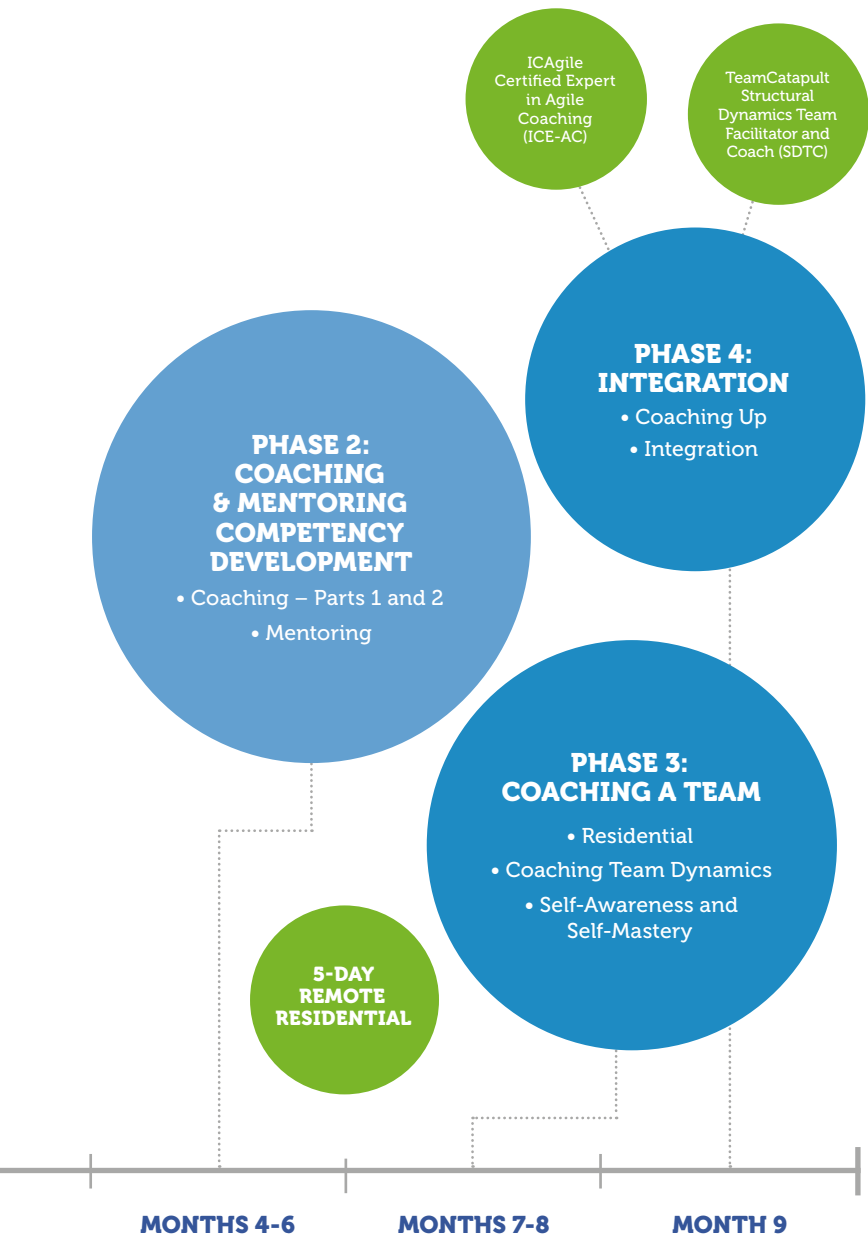 ICAgile
Certified Expert
in Agile
Coaching
(ICE-AC)
TeamCatapult
Structural
Dynamics Team
Facilitator and
Coach (SDTC)
PHASE 4:
INTEGRATION
• Coaching Up
• Integration
PHASE 2:
COACHING
& MENTORING
COMPETENCY
DEVELOPMENT
• Coaching – Parts 1 and 2
• Mentoring
PHASE 3:
COACHING A TEAM
• Residential
• Coaching Team Dynamics
• Self-Awareness and
Self-Mastery
5-DAY
REMOTE
RESIDENTIAL
MONTHS 4-6
MONTHS 7-8
MONTH 9